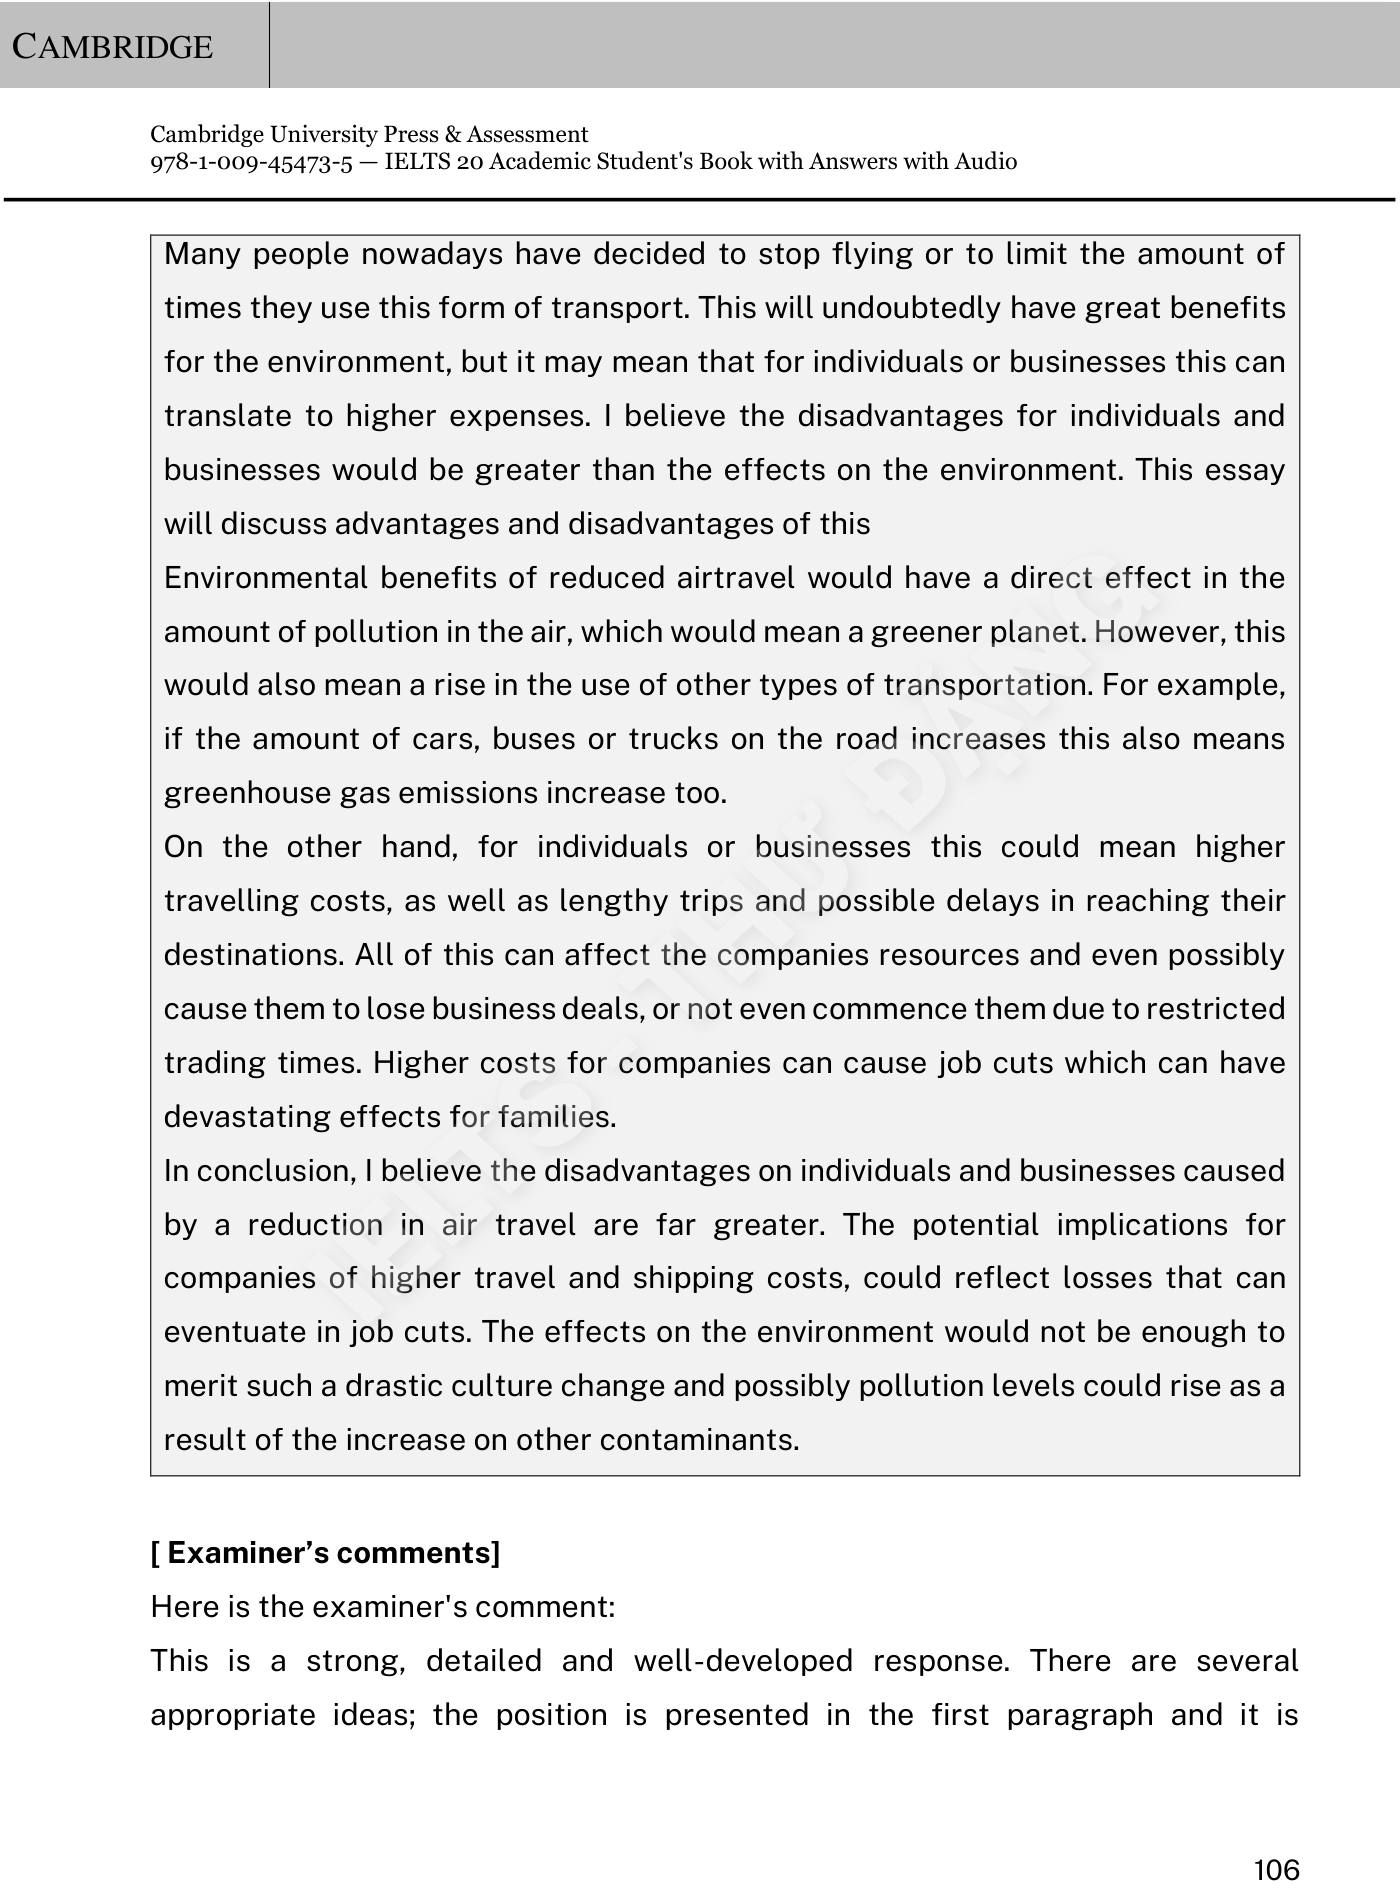 CAMBRIDGE
Cambridge University Press & Assessment
978-1-009-45473-5 — IELTS 20 Academic Student's Book with Answers with Audio
Many people nowadays have decided to stop flying or to limit the amount of
times they use this form of transport. This will undoubtedly have great benefits
for the environment, but it may mean that for individuals or businesses this can
translate to higher expenses. I believe the disadvantages for individuals and
businesses would be greater than the effects on the environment. This essay
will discuss advantages and disadvantages of this
Environmental benefits of reduced airtravel would have a direct effect in the
amount of pollution in the air, which would mean a greener planet. However, this
would also mean a rise in the use of other types of transportation. For example,
if the amount of cars, buses or trucks on the road increases this also means
greenhouse gas emissions increase too.
On the other hand, for individuals or businesses this could mean higher
travelling costs, as well as lengthy trips and possible delays in reaching their
destinations. All of this can affect the companies resources and even possibly
cause them to lose business deals, or not even commence them due to restricted
trading times. Higher costs for companies can cause job cuts which can have
devastating effects for families.
In conclusion, I believe the disadvantages on individuals and businesses caused
by a reduction in air travel are far greater. The potential implications for
companies of higher travel and shipping costs, could reflect losses that can
eventuate in job cuts. The effects on the environment would not be enough to
merit such a drastic culture change and possibly pollution levels could rise as a
result of the increase on other contaminants.
IELTS - THƯ ĐẶNG
[ Examiner’s comments]
Here is the examiner's comment:
This is a strong, detailed and well-developed response. There are several
appropriate ideas; the position is presented in the first paragraph and it is
106